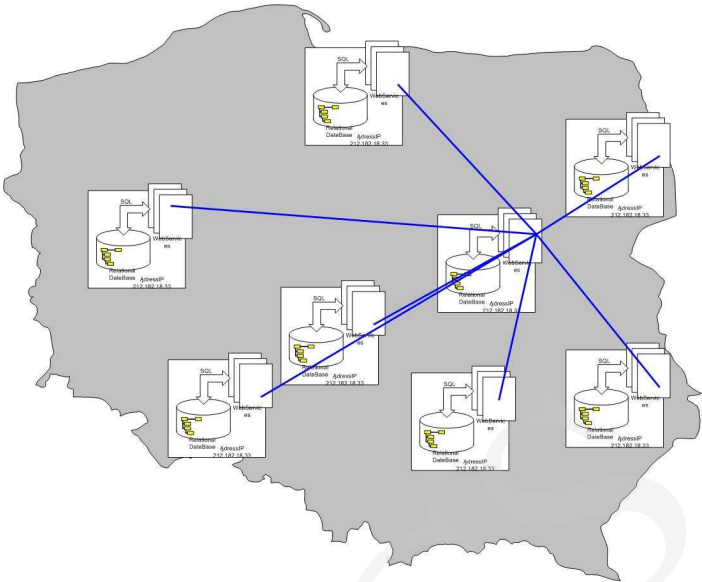 SQL
WebServic
es
Relational
DateBase
AdressIP
212.182.18.33
SQL
WebServic
es
Relational
DateBase
AdressIP
212.182.18.33
SQL
WebServic
es
Relational
DateBase
AdressIP
212.182.18.33
SQL
WebServic
es
Relational
DateBase
AdressIP
212.182.18.33
SQL
WebServic
es
Relational
DateBase
AdressIP
212.182.18.33
SQL
WebServic
es
Relational
DateBase
AdressIP
212.182.18.33
SQL
WebServic
es
Relational
DateBase
AdressIP
212.182.18.33
SQL
WebServic
es
Relational
DateBase
AdressIP
212.182.18.33